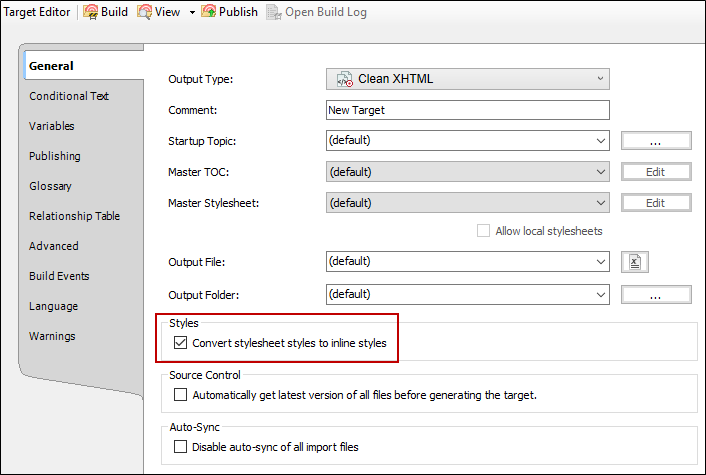 Target Editor Build View Publish Open Build Log
General
Conditional Text
Variables
Publishing
Glossary
Relationship Table
Advanced
Build Events
Language
Warnings
Output Type: Clean XHTML
Comment: New Target
Startup Topic: (default) ...
Master TOC: (default) Edit
Master Stylesheet: (default) Edit
Allow local stylesheets
Output File: (default)
Output Folder: (default) ...
Styles
Convert stylesheet styles to inline styles
Source Control
Automatically get latest version of all files before generating the target.
Auto-Sync
Disable auto-sync of all import files